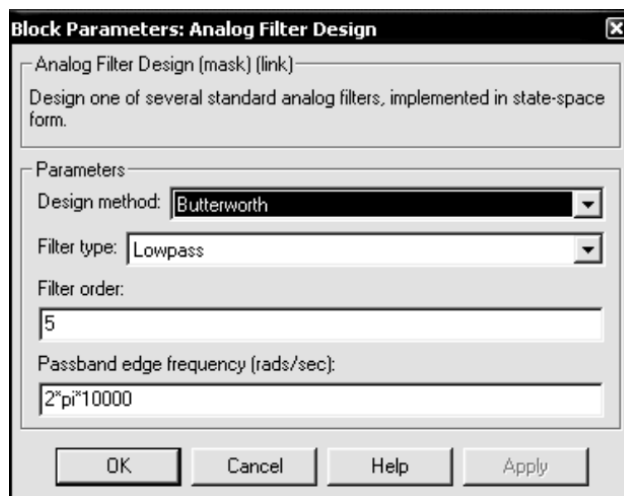 Block Parameters: Analog Filter Design
Analog Filter Design (mask) (link)
Design one of several standard analog filters, implemented in state-space
form.
Parameters
Design method: Butterworth
Filter type: Lowpass
Filter order:
5
Passband edge frequency (rads/sec):
2*pi*10000
OK Cancel Help Apply